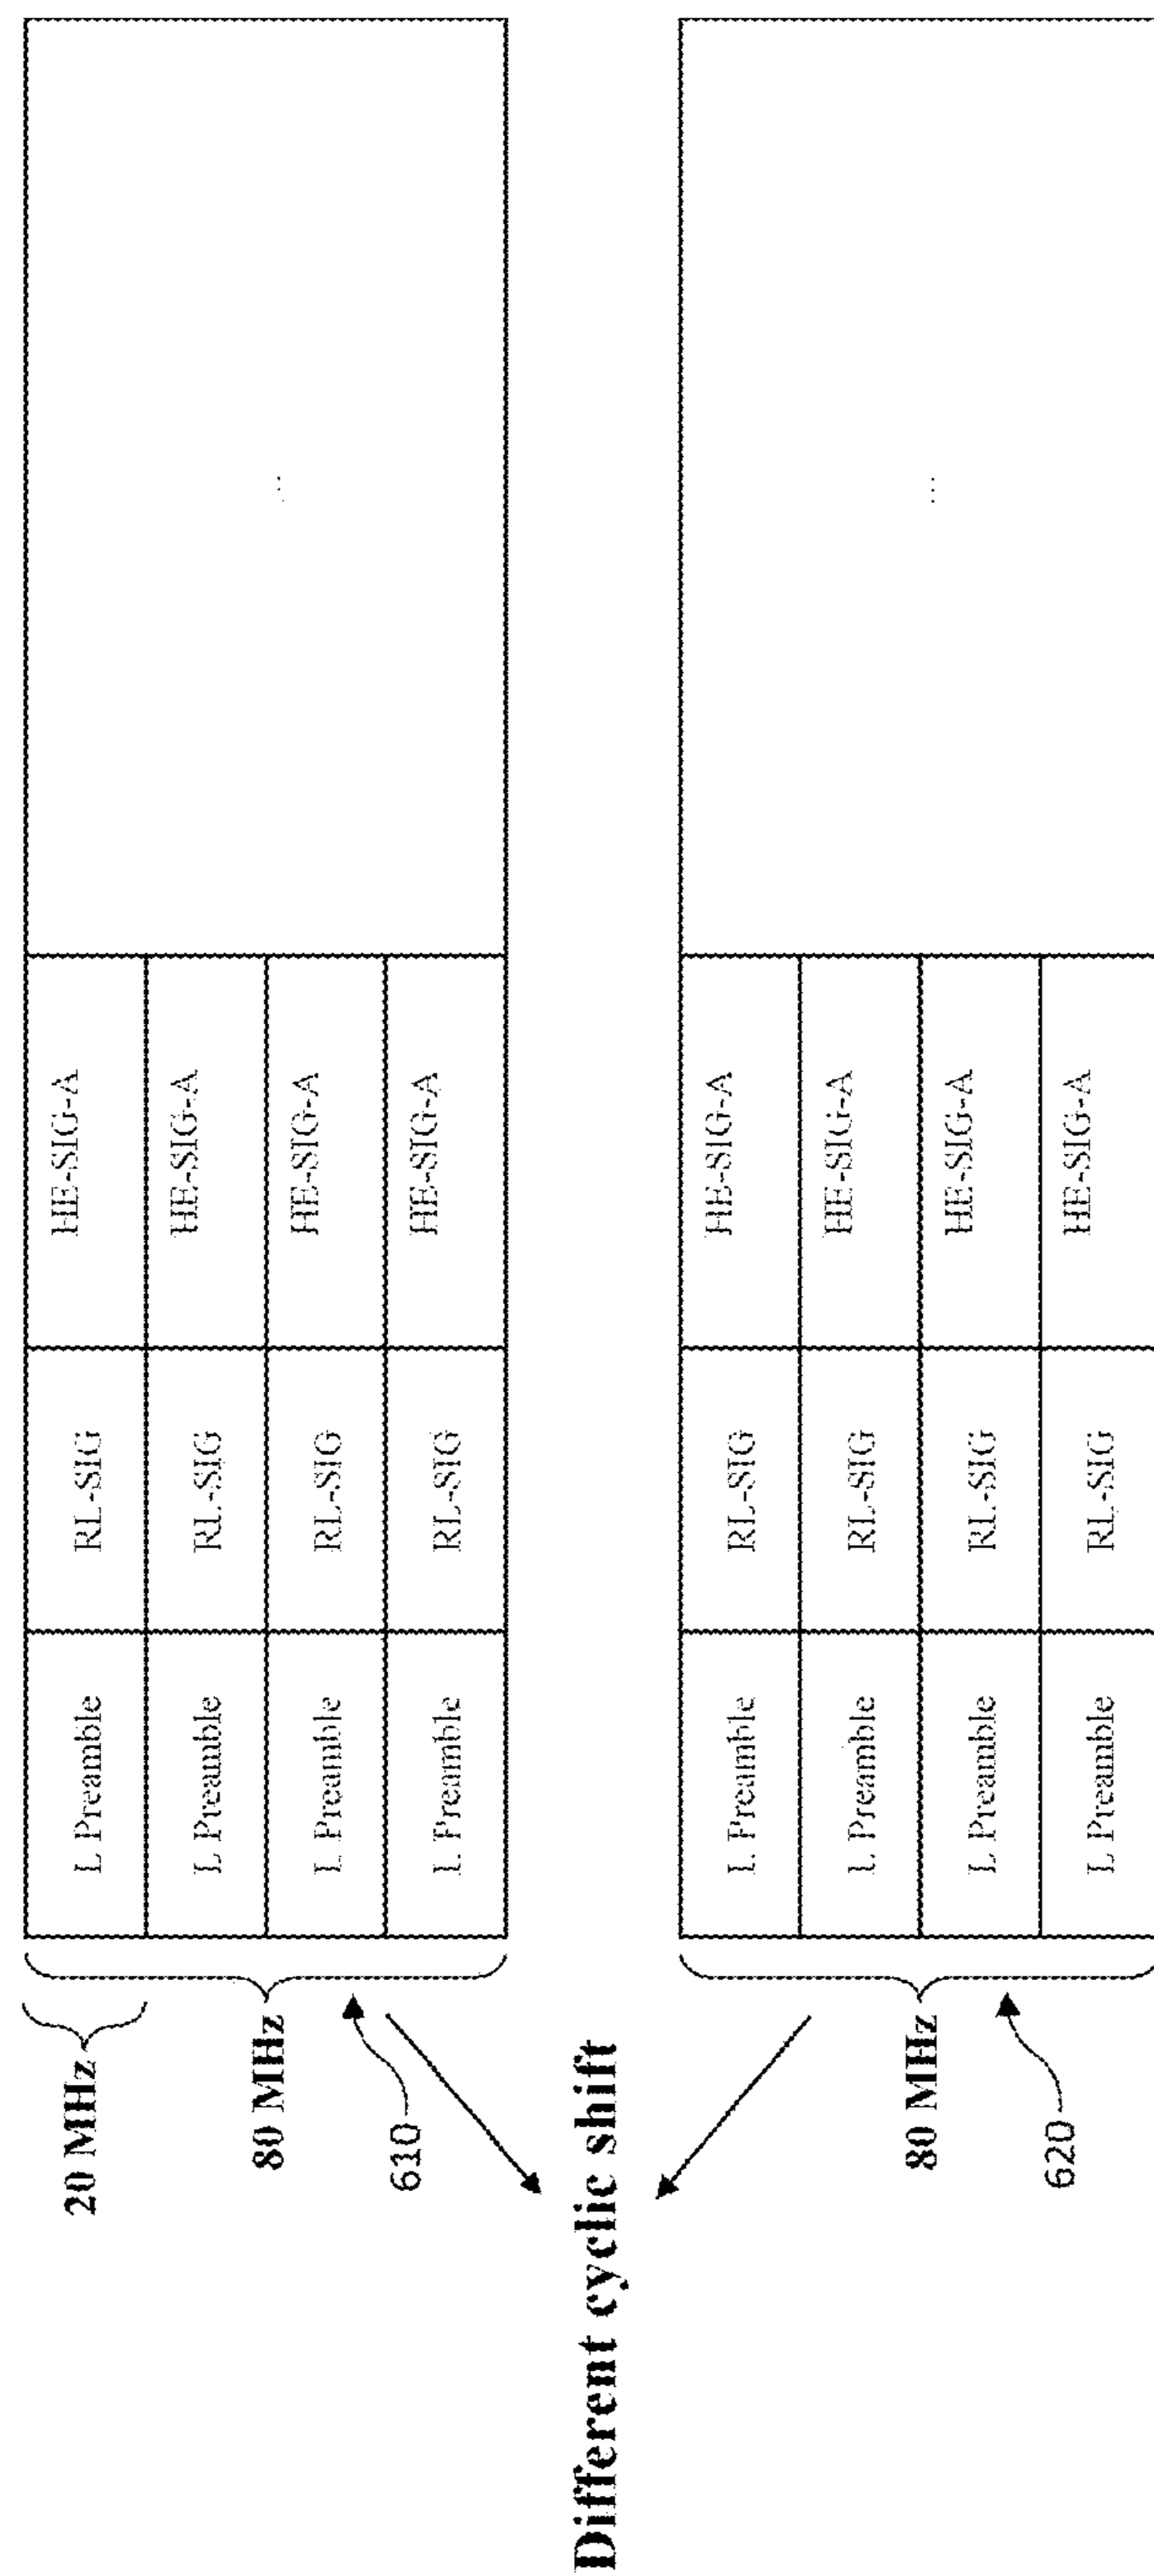 20 MHz
L Preamble RL-SIG HE-SIG-A
L Preamble RL-SIG HE-SIG-A
80 MHz
...
L Preamble RL-SIG HE-SIG-A
610
L Preamble RL-SIG HE-SIG-A
Different cyclic shift
L Preamble RL-SIG HE-SIG-A
L Preamble RL-SIG HE-SIG-A
80 MHz
...
L Preamble RL-SIG HE-SIG-A
620
L Preamble RL-SIG HE-SIG-A